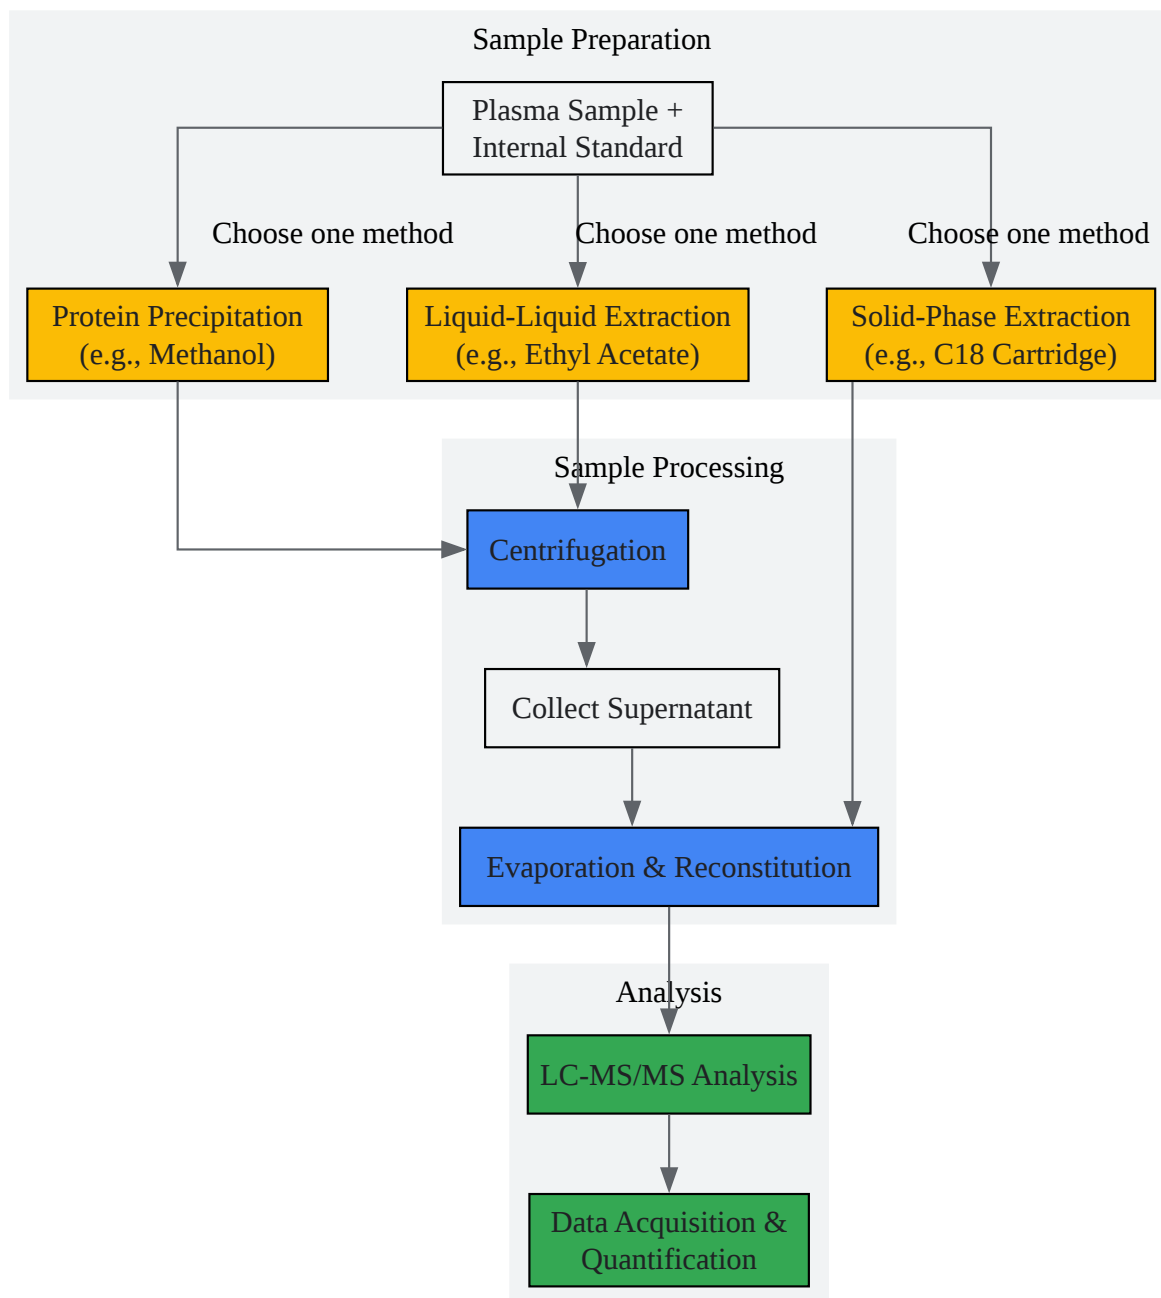 Sample Preparation
Plasma Sample +
Internal Standard
Choose one method
Choose one method
Choose one method
Protein Precipitation
(e.g., Methanol)
Liquid-Liquid Extraction
(e.g., Ethyl Acetate)
Solid-Phase Extraction
(e.g., C18 Cartridge)
Sample Processing
Centrifugation
Collect Supernatant
Evaporation & Reconstitution
Analysis
LC-MS/MS Analysis
Data Acquisition &
Quantification